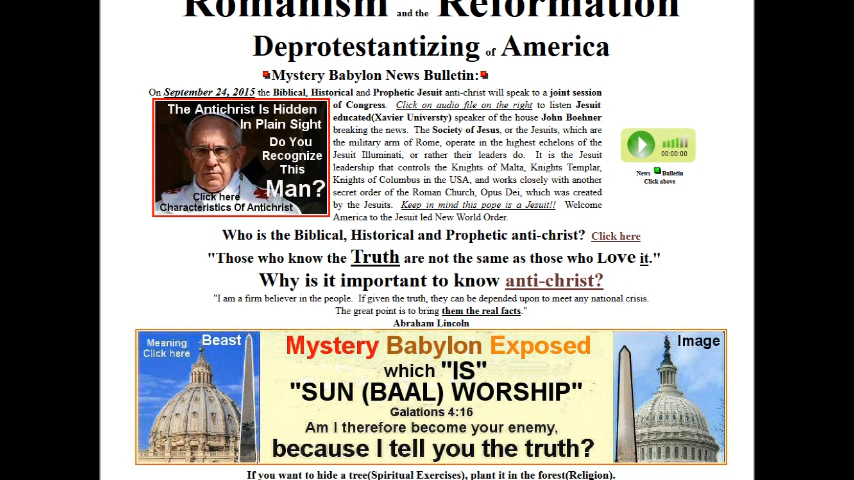 Romanism and the Reformation
Deprotestantizing of America
Mystery Babylon News Bulletin:
On September 24, 2015 the Biblical, Historical and Prophetic Jesuit anti-christ will speak to a joint session
of Congress. Click on audio file on the right to listen Jesuit
educated(Xavier Universty) speaker of the house John Boehner
breaking the news. The Society of Jesus, or the Jesuits, which are
the military arm of Rome, operate in the highest echelons of the
Jesuit Illuminati, or rather their leaders do. It is the Jesuit
leadership that controls the Knights of Malta, Knights Templar,
Knights of Columbus in the USA, and works closely with another
secret order of the Roman Church, Opus Dei, which was created
by the Jesuits. Keep in mind this pope is a Jesuit!! Welcome
America to the Jesuit led New World Order.
The Antichrist Is Hidden
In Plain Sight
Do You
Recognize
This
Man?
Click here
Characteristics Of Antichrist
00:00:00
News Bulletin
Click above
Who is the Biblical, Historical and Prophetic anti-christ? Click here
"Those who know the Truth are not the same as those who Love it."
Why is it important to know anti-christ?
"I am a firm believer in the people. If given the truth, they can be depended upon to meet any national crisis.
The great point is to bring them the real facts."
Abraham Lincoln
Meaning
Click here
Beast
Mystery Babylon Exposed
which "IS"
"SUN (BAAL) WORSHIP"
Galations 4:16
Am I therefore become your enemy,
because I tell you the truth?
Image
If you want to hide a tree(Spiritual Exercises), plant it in the forest(Religion).